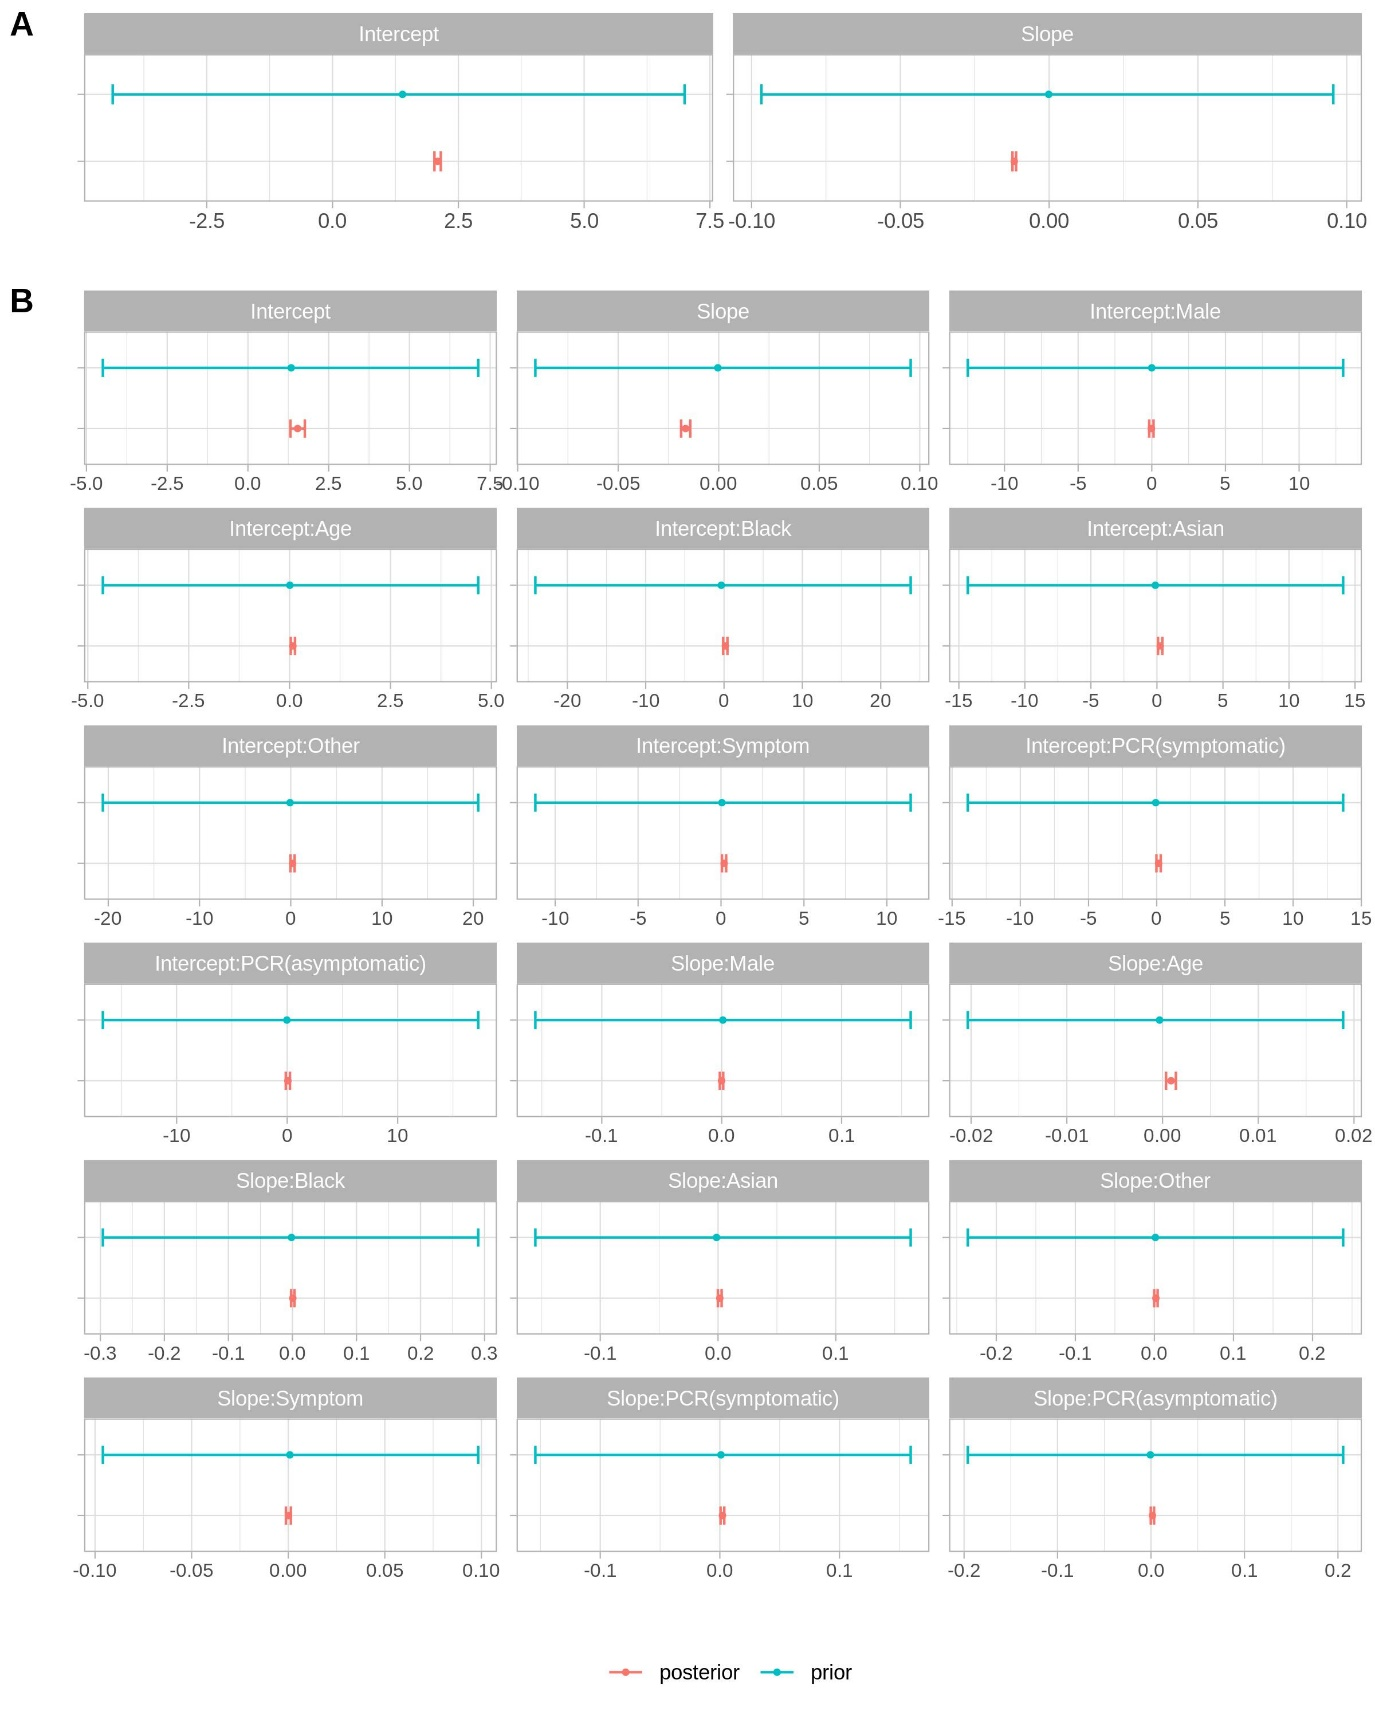 A
Intercept Slope
-2.5 0.0 2.5 5.0 7.5 -0.10 -0.05 0.00 0.05 0.10
B
Intercept Slope Intercept:Male
-5.0 -2.5 0.0 2.5 5.0 7.5 -0.10 -0.05 0.00 0.05 0.10 -10 -5 0 5 10
Intercept:Age Intercept:Black Intercept:Asian
-5.0 -2.5 0.0 2.5 5.0 -20 -10 0 10 20 -15 -10 -5 0 5 10 15
Intercept:Other Intercept:Symptom Intercept:PCR(symptomatic)
-20 -10 0 10 20 -10 -5 0 5 10 -15 -10 -5 0 5 10 15
Intercept:PCR(asymptomatic) Slope:Male Slope:Age
-10 0 10 -0.1 0.0 0.1 -0.02 -0.01 0.00 0.01 0.02
Slope:Black Slope:Asian Slope:Other
-0.3 -0.2 -0.1 0.0 0.1 0.2 0.3 -0.1 0.0 0.1 -0.2 -0.1 0.0 0.1 0.2
Slope:Symptom Slope:PCR(symptomatic) Slope:PCR(asymptomatic)
-0.10 -0.05 0.00 0.05 0.10 -0.1 0.0 0.1 -0.2 -0.1 0.0 0.1 0.2
posterior prior